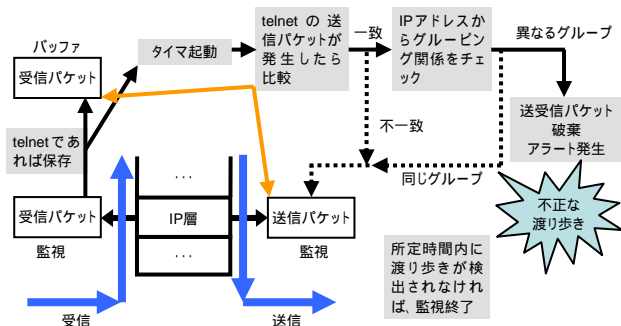 バッファ
受信パケット
タイマ起動
telnet の 送
信パケットが
発生したら
比較
一致
IPアドレスか
らグルーピン
グ関係をチェ
ック
異なるグループ
送受信パケット
破棄
アラート発生
不一致
同じグループ
不正な
渡り歩き
telnetであ
れば保存
受信パケット
監視
...
IP層
...
送信パケット
監視
所定時間内に
渡り歩きが検
出されなけれ
ば、監視終了
受信
送信